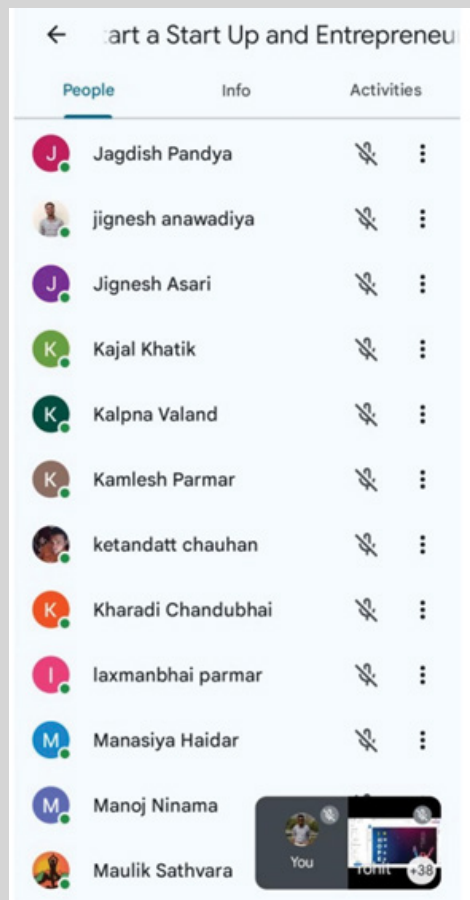 art a Start Up and Entrepreneu
People Info Activities
J Jagdish Pandya
jignesh anawadiya
J Jignesh Asari
K Kajal Khatik
K Kalpna Valand
K Kamlesh Parmar
ketandatt chauhan
K Kharadi Chandubhai
l laxmanbhai parmar
M Manasiya Haidar
M Manoj Ninama
Maulik Sathvara
You
+38